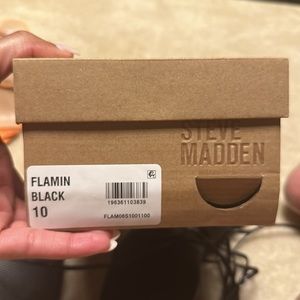 STEVE
MADDEN
FLAMIN
BLACK
10
196361103839
FLAM06S1001100